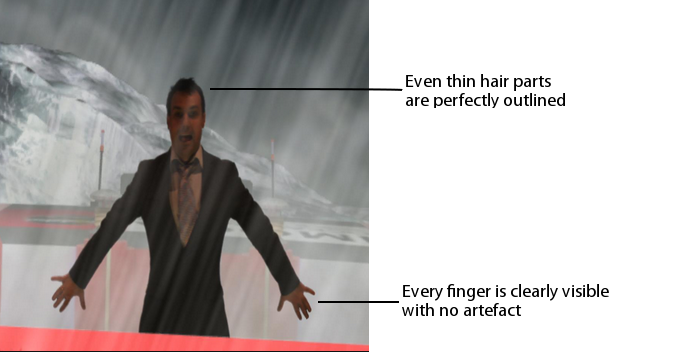 Even thin hair parts
are perfectly outlined
Every finger is clearly visible
with no artefact